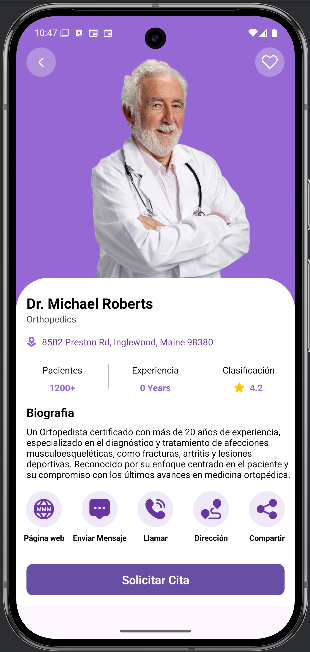 10:47
Dr. Michael Roberts
Orthopedics
8502 Preston Rd, Inglewood, Maine 98380
Pacientes Experiencia Clasificación
1200+ 0 Years 4.2
Biografia
Un Ortopedista certificado con más de 20 años de experiencia,
especializado en el diagnóstico y tratamiento de afecciones
musculoesqueléticas, como fracturas, artritis y lesiones
deportivas. Reconocido por su enfoque centrado en el paciente y
su compromiso con los últimos avances en medicina ortopédica.
WWW
Página web Enviar Mensaje Llamar Dirección Compartir
Solicitar Cita